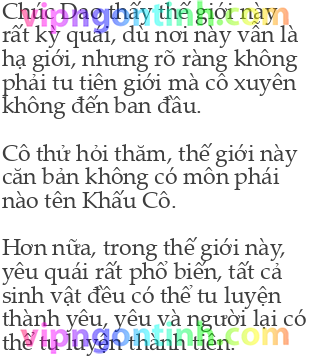 Chúc Dao thấy thế giới này
vipngontinh.com
rất kỳ quái, dù nơi này vẫn là
hạ giới, nhưng rõ ràng không
phải tu tiên giới mà cô xuyên
không đến ban đầu.
Cô thử hỏi thăm, thế giới này
căn bản không có môn phái
nào tên Khấu Cô.
Hơn nữa, trong thế giới này,
yêu quái rất phổ biến, tất cả
sinh vật đều có thể tu luyện
thành yêu, yêu và người lại có
thể tu luyện thành tiên.
vipngontinh.com